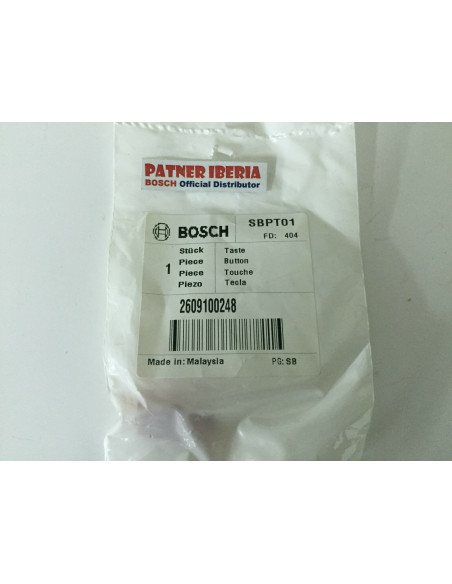 PATNER IBERIA
BOSCH Official Distributor
BOSCH SBPT01
FD: 404
1
Stück Taste
Piece Button
Piece Touche
Piezo Tecla
2609100248
Made in: Malaysia PG: SB